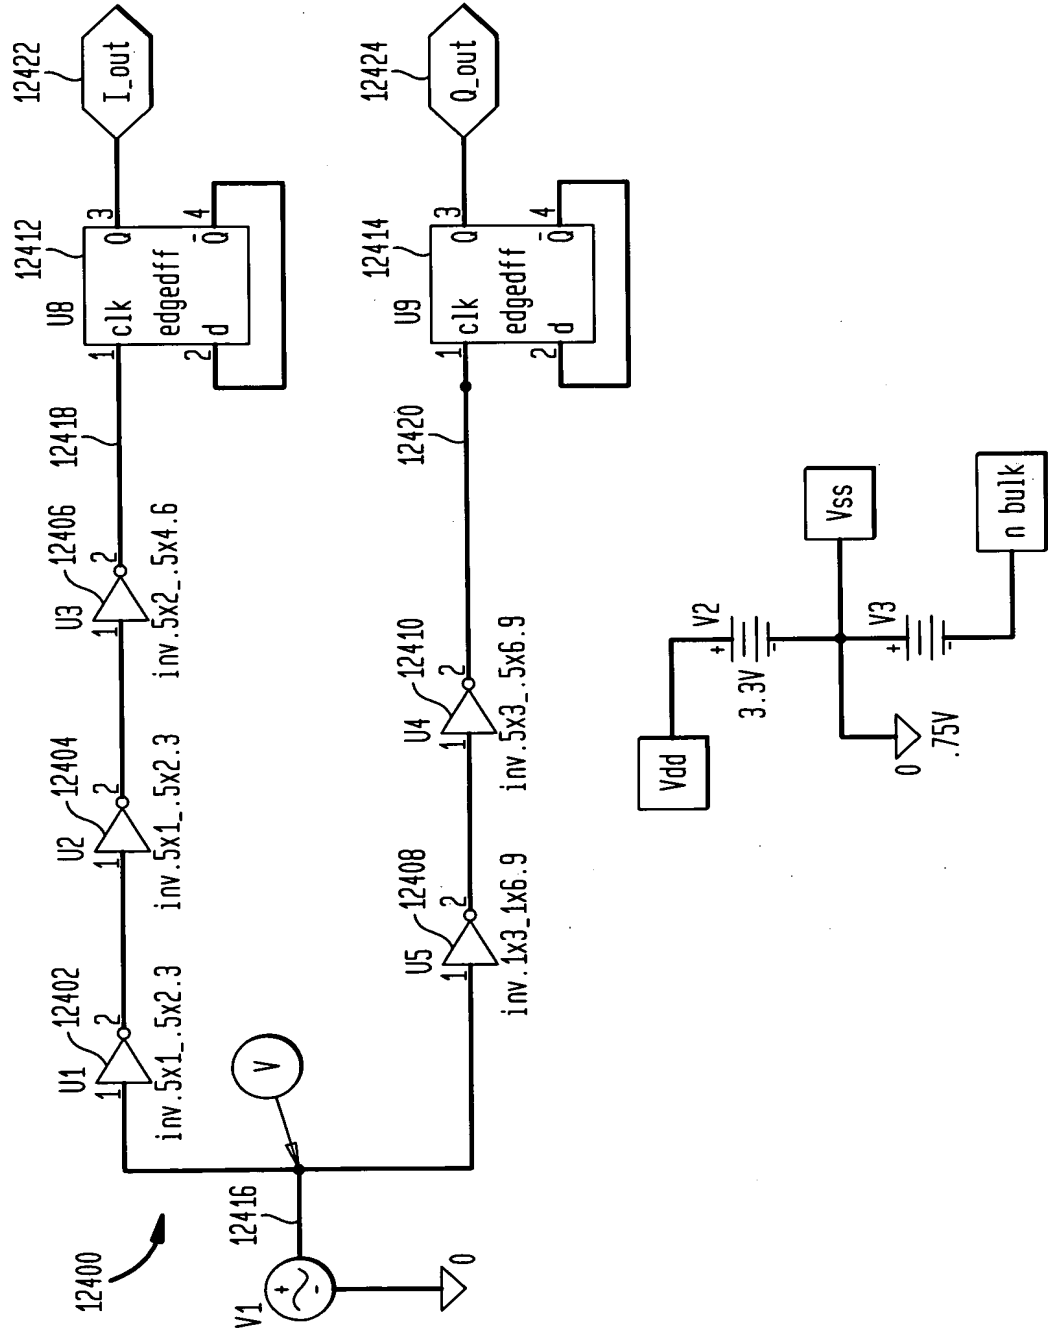 12400
V1
+
-
0
12416
V
U1
12402
1
2
inv.5x1_.5x2.3
U2
12404
1
2
inv.5x1_.5x2.3
U3
12406
1
2
inv.5x2_.5x4.6
12418
U8
12412
1
clk
Q
3
edgedff
2
d
Q̅
4
I_out
12422
U5
12408
1
2
inv.1x3_1x6.9
U4
12410
1
2
inv.5x3_.5x6.9
12420
U9
12414
1
clk
Q
3
edgedff
2
d
Q̅
4
Q_out
12424
Vdd
V2
+
-
3.3V
Vss
0
V3
+
-
.75V
n bulk